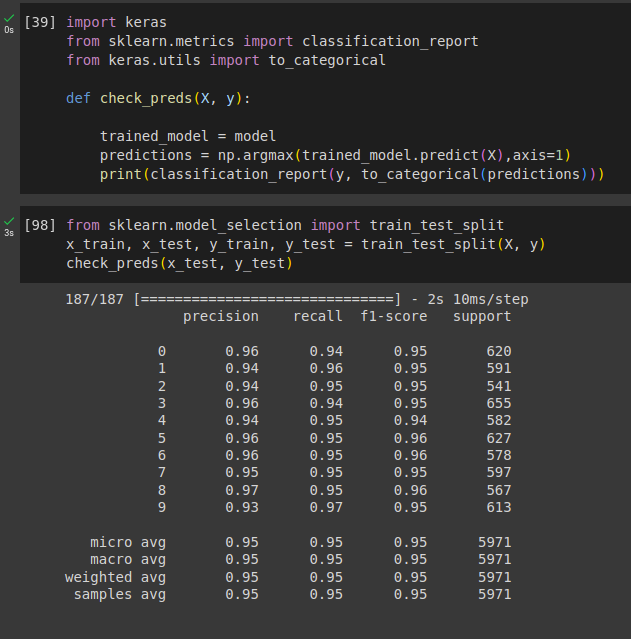 [39] import keras
0s
from sklearn.metrics import classification_report
from keras.utils import to_categorical
def check_preds(X, y):
trained_model = model
predictions = np.argmax(trained_model.predict(X),axis=1)
print(classification_report(y, to_categorical(predictions)))
[98] from sklearn.model_selection import train_test_split
3s
x_train, x_test, y_train, y_test = train_test_split(X, y)
check_preds(x_test, y_test)
187/187 [==============================] - 2s 10ms/step
precision recall f1-score support
0 0.96 0.94 0.95 620
1 0.94 0.96 0.95 591
2 0.94 0.95 0.95 541
3 0.96 0.94 0.95 655
4 0.94 0.95 0.94 582
5 0.96 0.95 0.96 627
6 0.96 0.95 0.96 578
7 0.95 0.95 0.95 597
8 0.97 0.95 0.96 567
9 0.93 0.97 0.95 613
micro avg 0.95 0.95 0.95 5971
macro avg 0.95 0.95 0.95 5971
weighted avg 0.95 0.95 0.95 5971
samples avg 0.95 0.95 0.95 5971